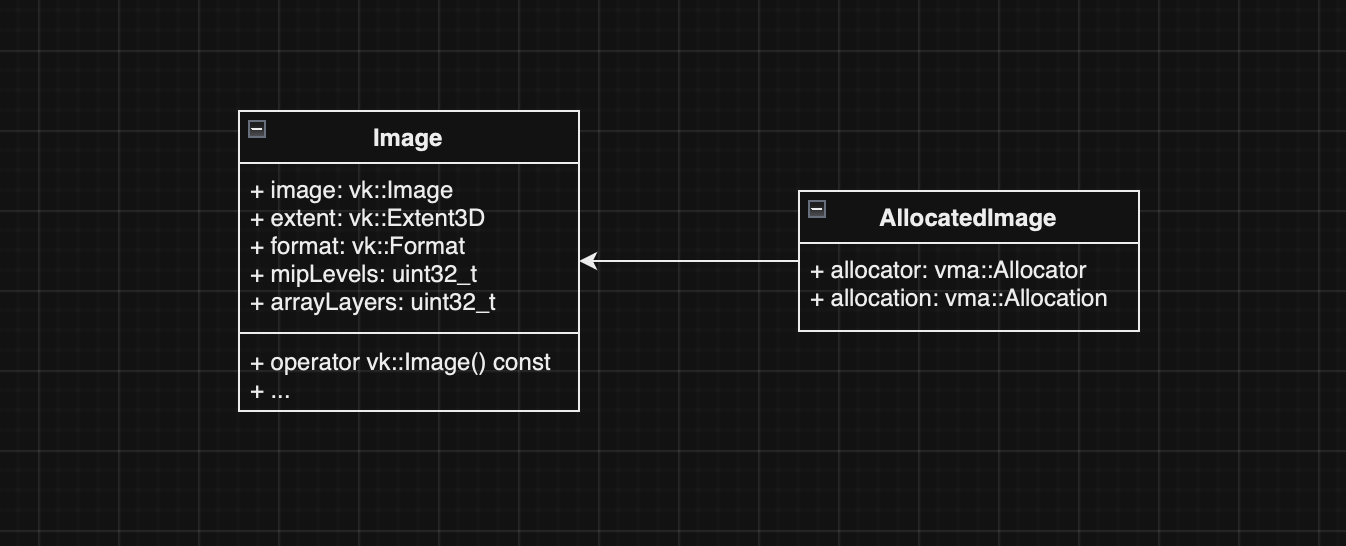 Image
+ image: vk::Image
+ extent: vk::Extent3D
+ format: vk::Format
+ mipLevels: uint32_t
+ arrayLayers: uint32_t
+ operator vk::Image() const
+ ...
AllocatedImage
+ allocator: vma::Allocator
+ allocation: vma::Allocation